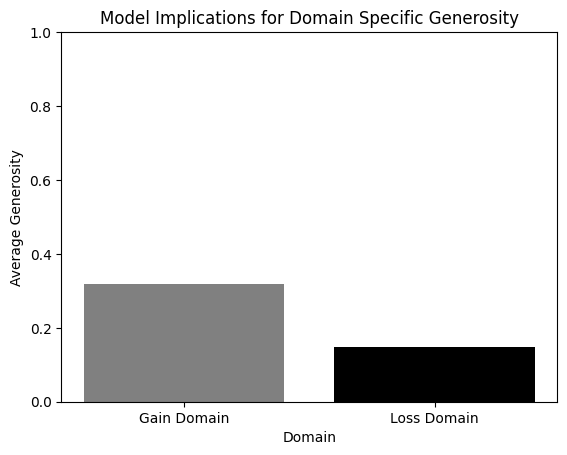 Model Implications for Domain Specific Generosity
1.0
0.8
0.6
0.4
0.2
0.0
Average Generosity
Gain Domain
Loss Domain
Domain